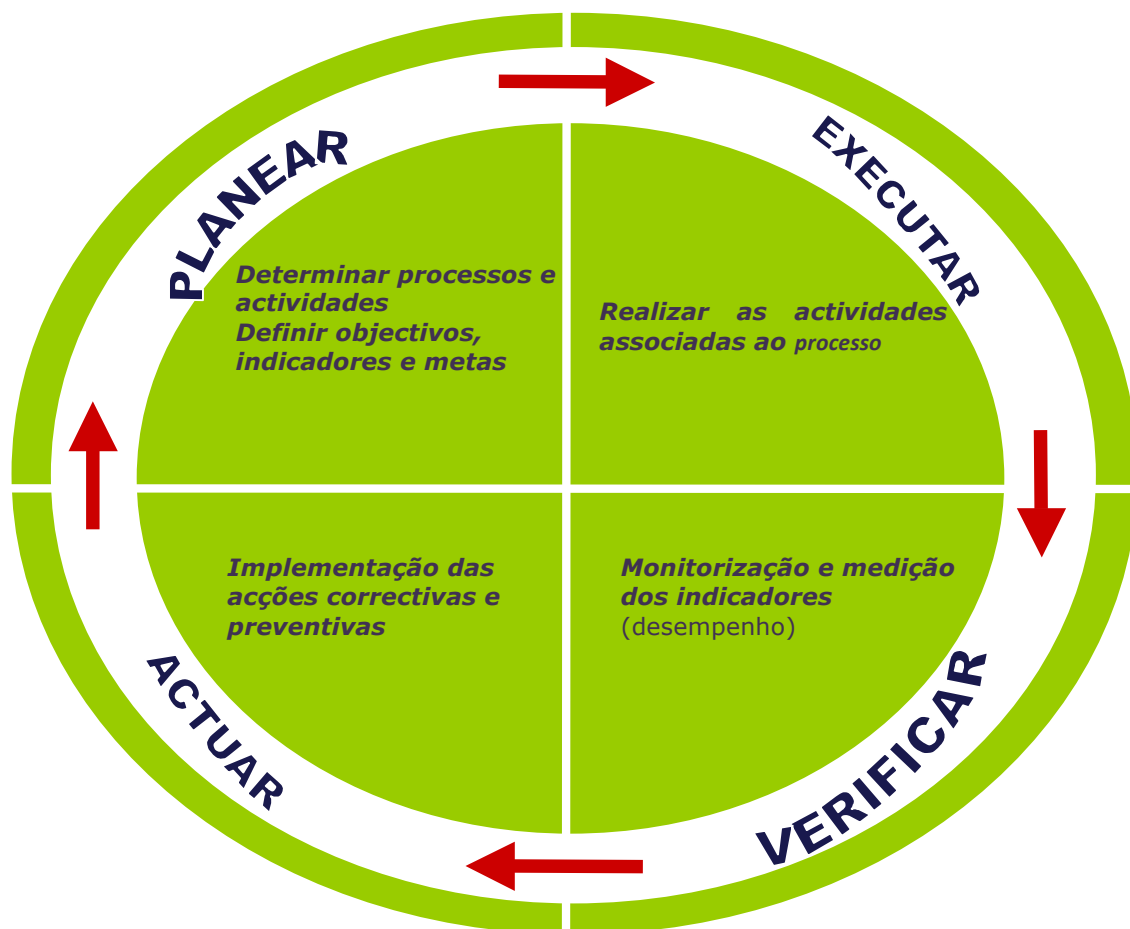 PLANEAR
Determinar processos e
actividades
Definir objectivos,
indicadores e metas
EXECUTAR
Realizar as actividades
associadas ao processo
Implementação das
acções correctivas e
preventivas
ACTUAR
Monitorização e medição
dos indicadores
(desempenho)
VERIFICAR